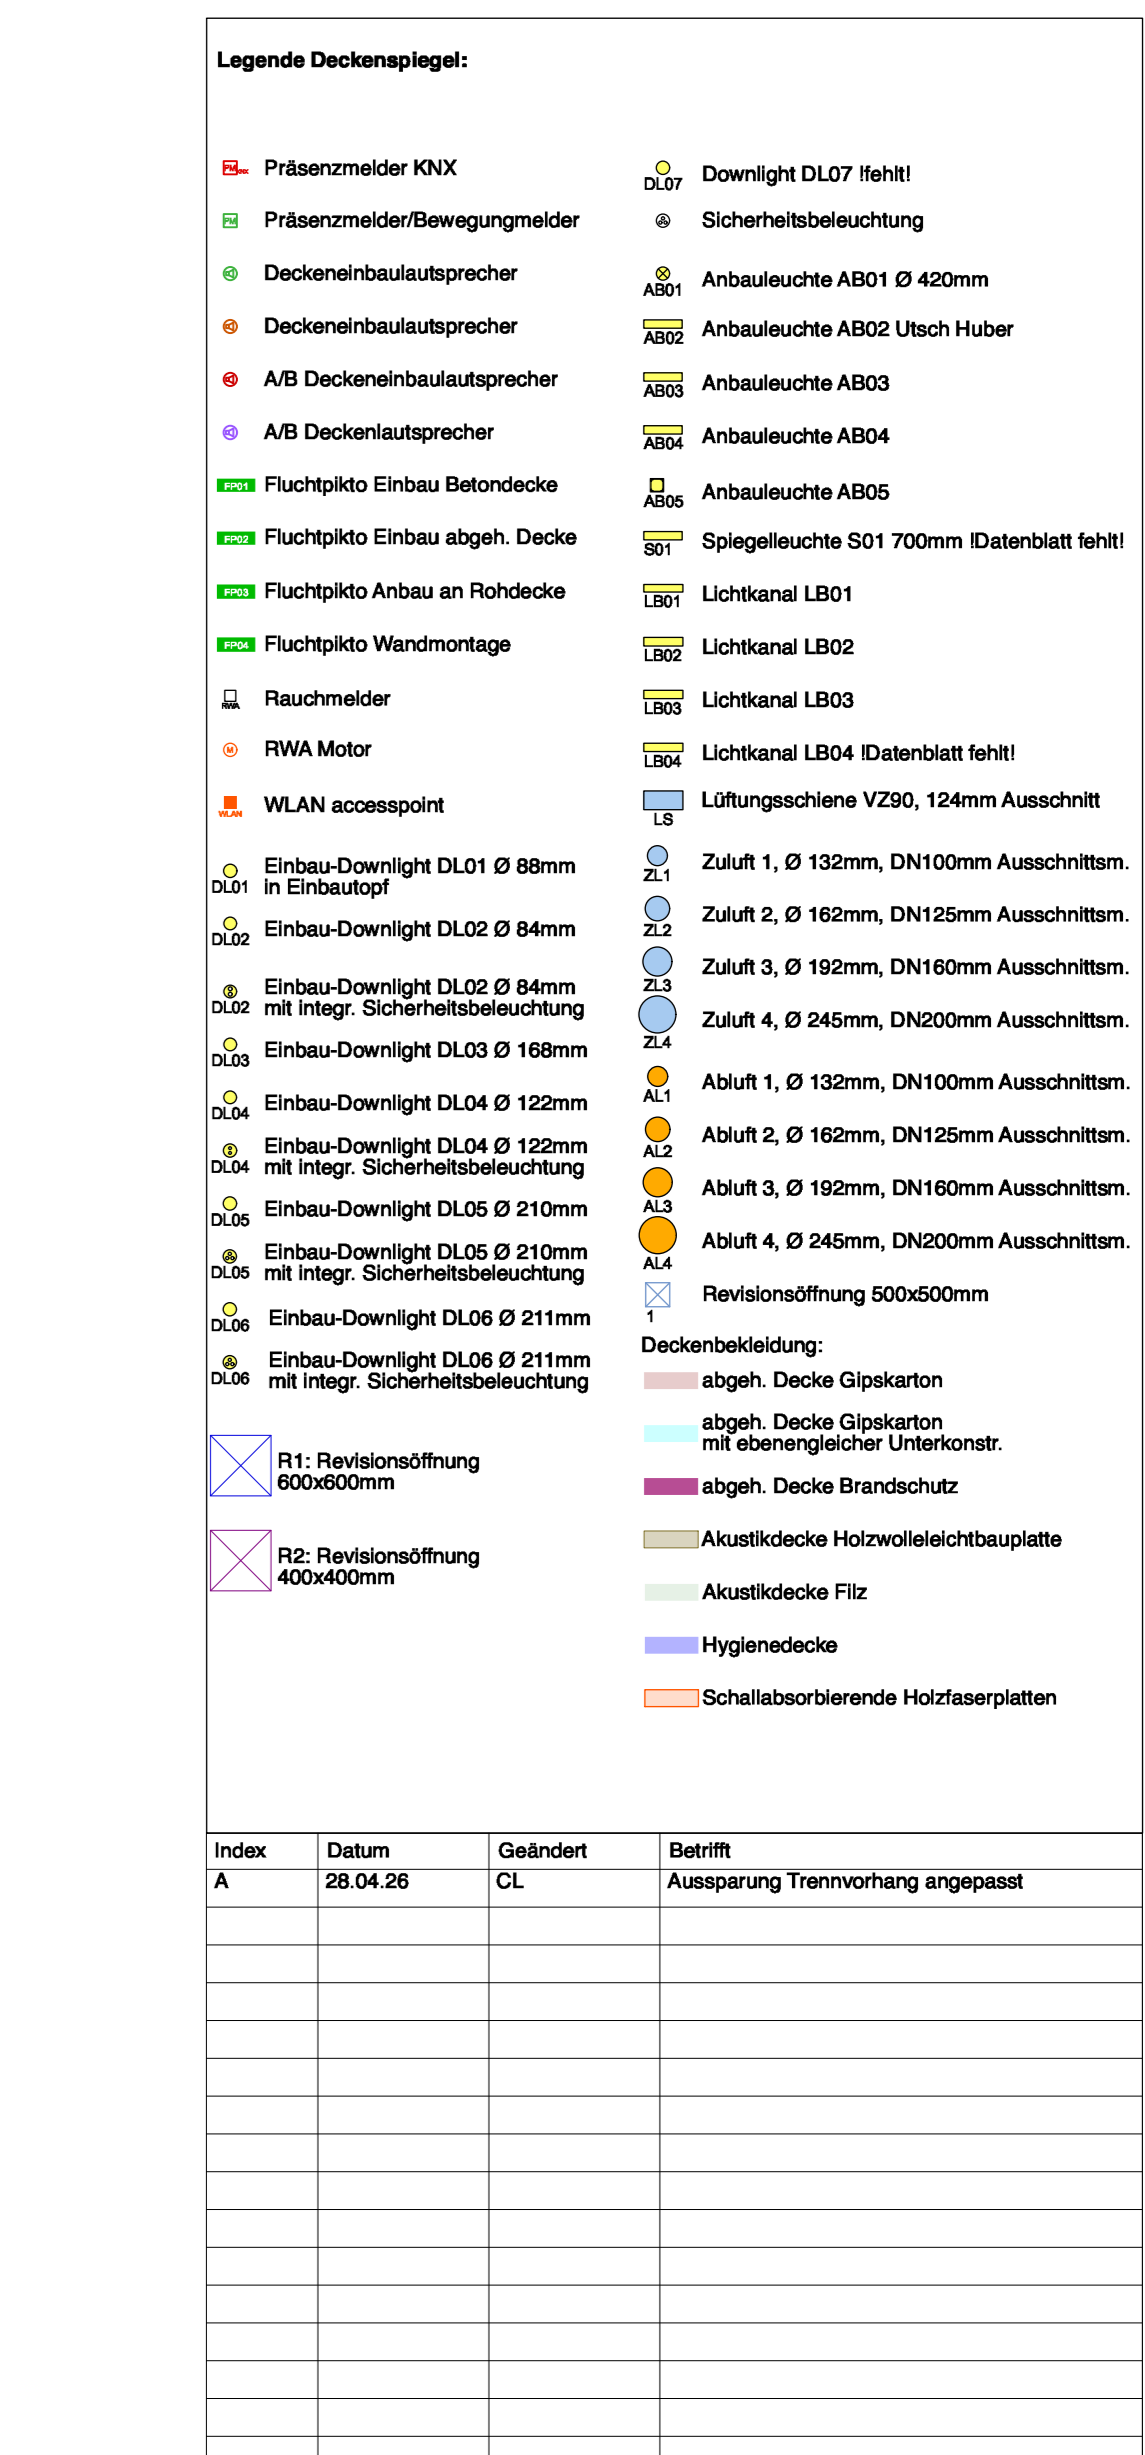 Legende Deckenspiegel:
PM KNX Präsenzmelder KNX
PM Präsenzmelder/Bewegungmelder
Deckeneinbaulautsprecher
Deckeneinbaulautsprecher
A/B Deckeneinbaulautsprecher
A/B Deckenlautsprecher
FP01 Fluchtpikto Einbau Betondecke
FP02 Fluchtpikto Einbau abgeh. Decke
FP03 Fluchtpikto Anbau an Rohdecke
FP04 Fluchtpikto Wandmontage
RWA Rauchmelder
M RWA Motor
WLAN WLAN accesspoint
DL01 Einbau-Downlight DL01 Ø 88mm
in Einbautopf
DL02 Einbau-Downlight DL02 Ø 84mm
DL02 Einbau-Downlight DL02 Ø 84mm
mit integr. Sicherheitsbeleuchtung
DL03 Einbau-Downlight DL03 Ø 168mm
DL04 Einbau-Downlight DL04 Ø 122mm
DL04 Einbau-Downlight DL04 Ø 122mm
mit integr. Sicherheitsbeleuchtung
DL05 Einbau-Downlight DL05 Ø 210mm
DL05 Einbau-Downlight DL05 Ø 210mm
mit integr. Sicherheitsbeleuchtung
DL06 Einbau-Downlight DL06 Ø 211mm
DL06 Einbau-Downlight DL06 Ø 211mm
mit integr. Sicherheitsbeleuchtung
R1: Revisionsöffnung
600x600mm
R2: Revisionsöffnung
400x400mm
DL07 Downlight DL07 !fehlt!
Sicherheitsbeleuchtung
AB01 Anbauleuchte AB01 Ø 420mm
AB02 Anbauleuchte AB02 Utsch Huber
AB03 Anbauleuchte AB03
AB04 Anbauleuchte AB04
AB05 Anbauleuchte AB05
S01 Spiegelleuchte S01 700mm !Datenblatt fehlt!
LB01 Lichtkanal LB01
LB02 Lichtkanal LB02
LB03 Lichtkanal LB03
LB04 Lichtkanal LB04 !Datenblatt fehlt!
LS Lüftungsschiene VZ90, 124mm Ausschnitt
ZL1 Zuluft 1, Ø 132mm, DN100mm Ausschnittsm.
ZL2 Zuluft 2, Ø 162mm, DN125mm Ausschnittsm.
ZL3 Zuluft 3, Ø 192mm, DN160mm Ausschnittsm.
ZL4 Zuluft 4, Ø 245mm, DN200mm Ausschnittsm.
AL1 Abluft 1, Ø 132mm, DN100mm Ausschnittsm.
AL2 Abluft 2, Ø 162mm, DN125mm Ausschnittsm.
AL3 Abluft 3, Ø 192mm, DN160mm Ausschnittsm.
AL4 Abluft 4, Ø 245mm, DN200mm Ausschnittsm.
1 Revisionsöffnung 500x500mm
Deckenbekleidung:
abgeh. Decke Gipskarton
abgeh. Decke Gipskarton
mit ebenengleicher Unterkonstr.
abgeh. Decke Brandschutz
Akustikdecke Holzwolleleichtbauplatte
Akustikdecke Filz
Hygienedecke
Schallabsorbierende Holzfaserplatten
Index Datum Geändert Betrifft
A 28.04.26 CL Aussparung Trennvorhang angepasst